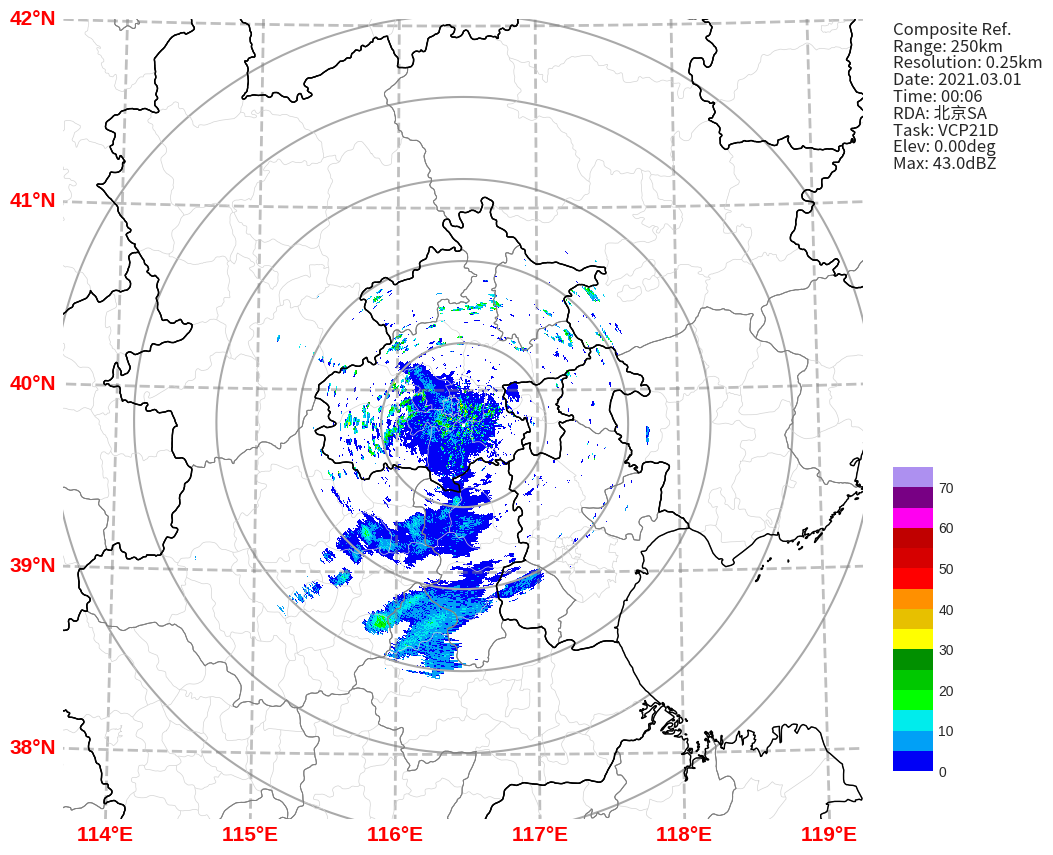 42°N
41°N
40°N
39°N
38°N
114°E
115°E
116°E
117°E
118°E
119°E
Composite Ref.
Range: 250km
Resolution: 0.25km
Date: 2021.03.01
Time: 00:06
RDA: 北京SA
Task: VCP21D
Elev: 0.00deg
Max: 43.0dBZ
70
60
50
40
30
20
10
0